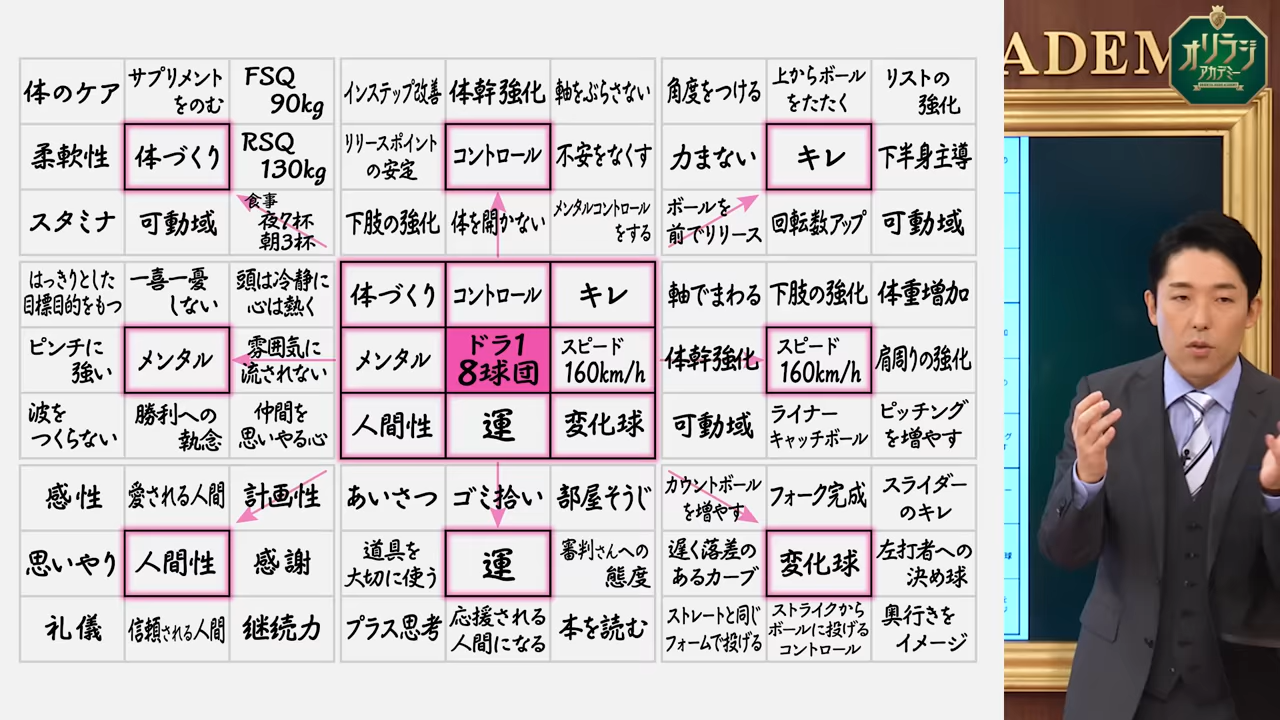 体のケア
サプリメント
をのむ
FSQ
90kg
柔軟性
体づくり
RSQ
130kg
スタミナ
可動域
食事
夜7杯
朝3杯
インステップ改善
体幹強化
軸をぶらさない
リリースポイント
の安定
コントロール
不安をなくす
下肢の強化
体を開かない
メンタルコントロール
をする
角度をつける
上からボール
をたたく
リストの
強化
力まない
キレ
下半身主導
ボールを
前でリリース
回転数アップ
可動域
はっきりとした
目標目的をもつ
一喜一憂
しない
頭は冷静に
心は熱く
ピンチに
強い
メンタル
雰囲気に
流されない
波を
つくらない
勝利への
執念
仲間を
思いやる心
体づくり
コントロール
キレ
メンタル
ドラ1
8球団
スピード
160km/h
人間性
運
変化球
軸でまわる
下肢の強化
体重増加
体幹強化
スピード
160km/h
肩周りの強化
可動域
ライナー
キャッチボール
ピッチング
を増やす
感性
愛される人間
計画性
思いやり
人間性
感謝
礼儀
信頼される人間
継続力
あいさつ
ゴミ拾い
部屋そうじ
道具を
大切に使う
運
審判さんへの
態度
プラス思考
応援される
人間になる
本を読む
カウントボール
を増やす
フォーク完成
スライダー
のキレ
遅く落差の
あるカーブ
変化球
左打者への
決め球
ストレートと同じ
フォームで投げる
ストライクから
ボールに投げる
コントロール
奥行きを
イメージ
ADEM
オリラジ
アカデミー